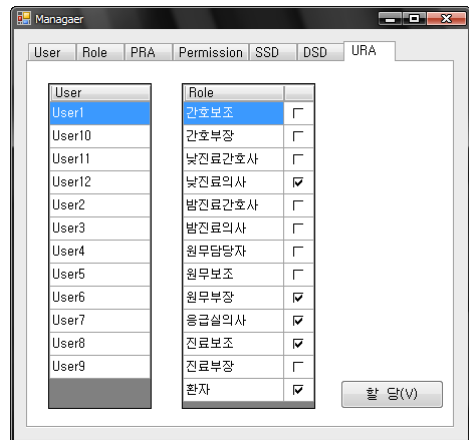 Managaer
User Role PRA Permission SSD DSD URA
User Role
User1 간호보조
User10 간호부장
User11 낮진료간호사
User12 낮진료의사
User2 밤진료간호사
User3 밤진료의사
User4 원무담당자
User5 원무보조
User6 원무부장
User7 응급실의사
User8 진료보조
User9 진료부장
환자
할 당(V)